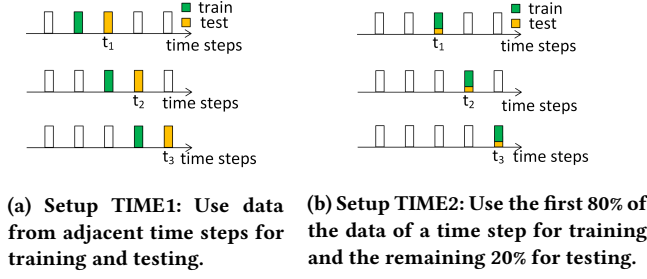 train
test
t1
time steps
t2
time steps
t3
time steps
(a) Setup TIME1: Use data
from adjacent time steps for
training and testing.
train
test
t1
time steps
t2
time steps
t3
time steps
(b) Setup TIME2: Use the first 80% of
the data of a time step for training
and the remaining 20% for testing.